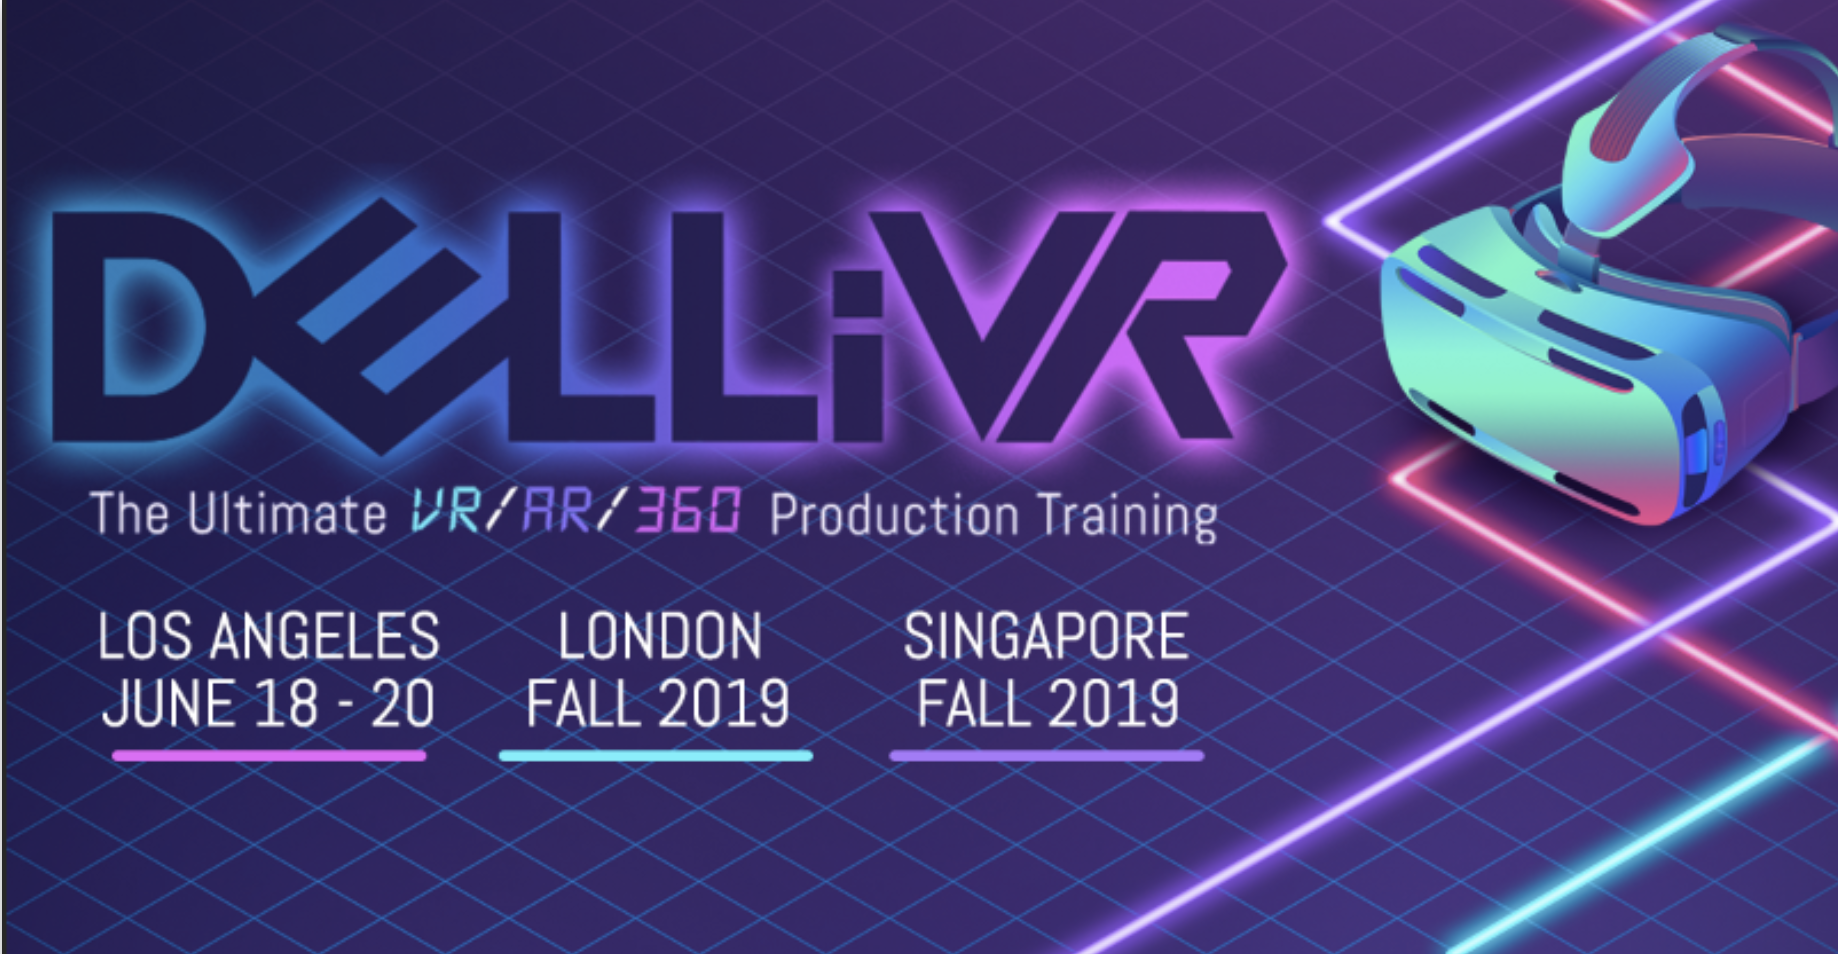 DELLiVR
The Ultimate VR/AR/360 Production Training
LOS ANGELES
JUNE 18 - 20
LONDON
FALL 2019
SINGAPORE
FALL 2019